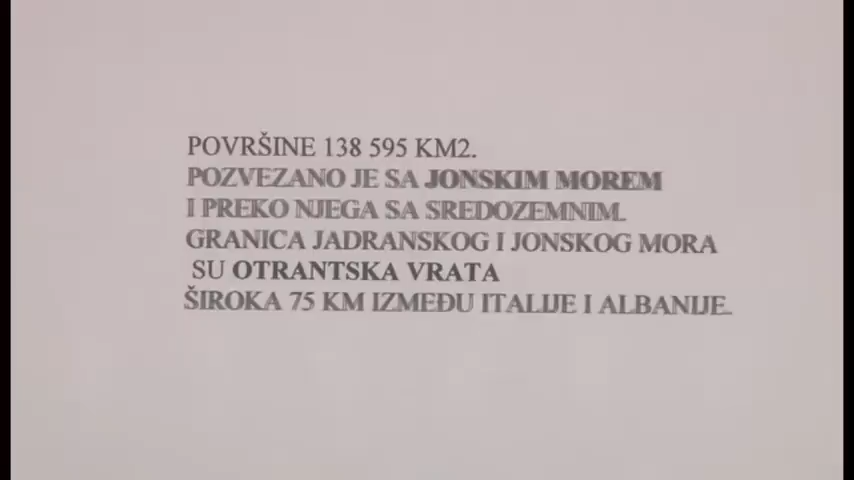 POVRŠINE 138 595 KM2.
POZVEZANO JE SA JONSKIM MOREM
I PREKO NJEGA SA SREDOZEMNIM.
GRANICA JADRANSKOG I JONSKOG MORA
SU OTRANTSKA VRATA
ŠIROKA 75 KM IZMEĐU ITALIJE I ALBANIJE.